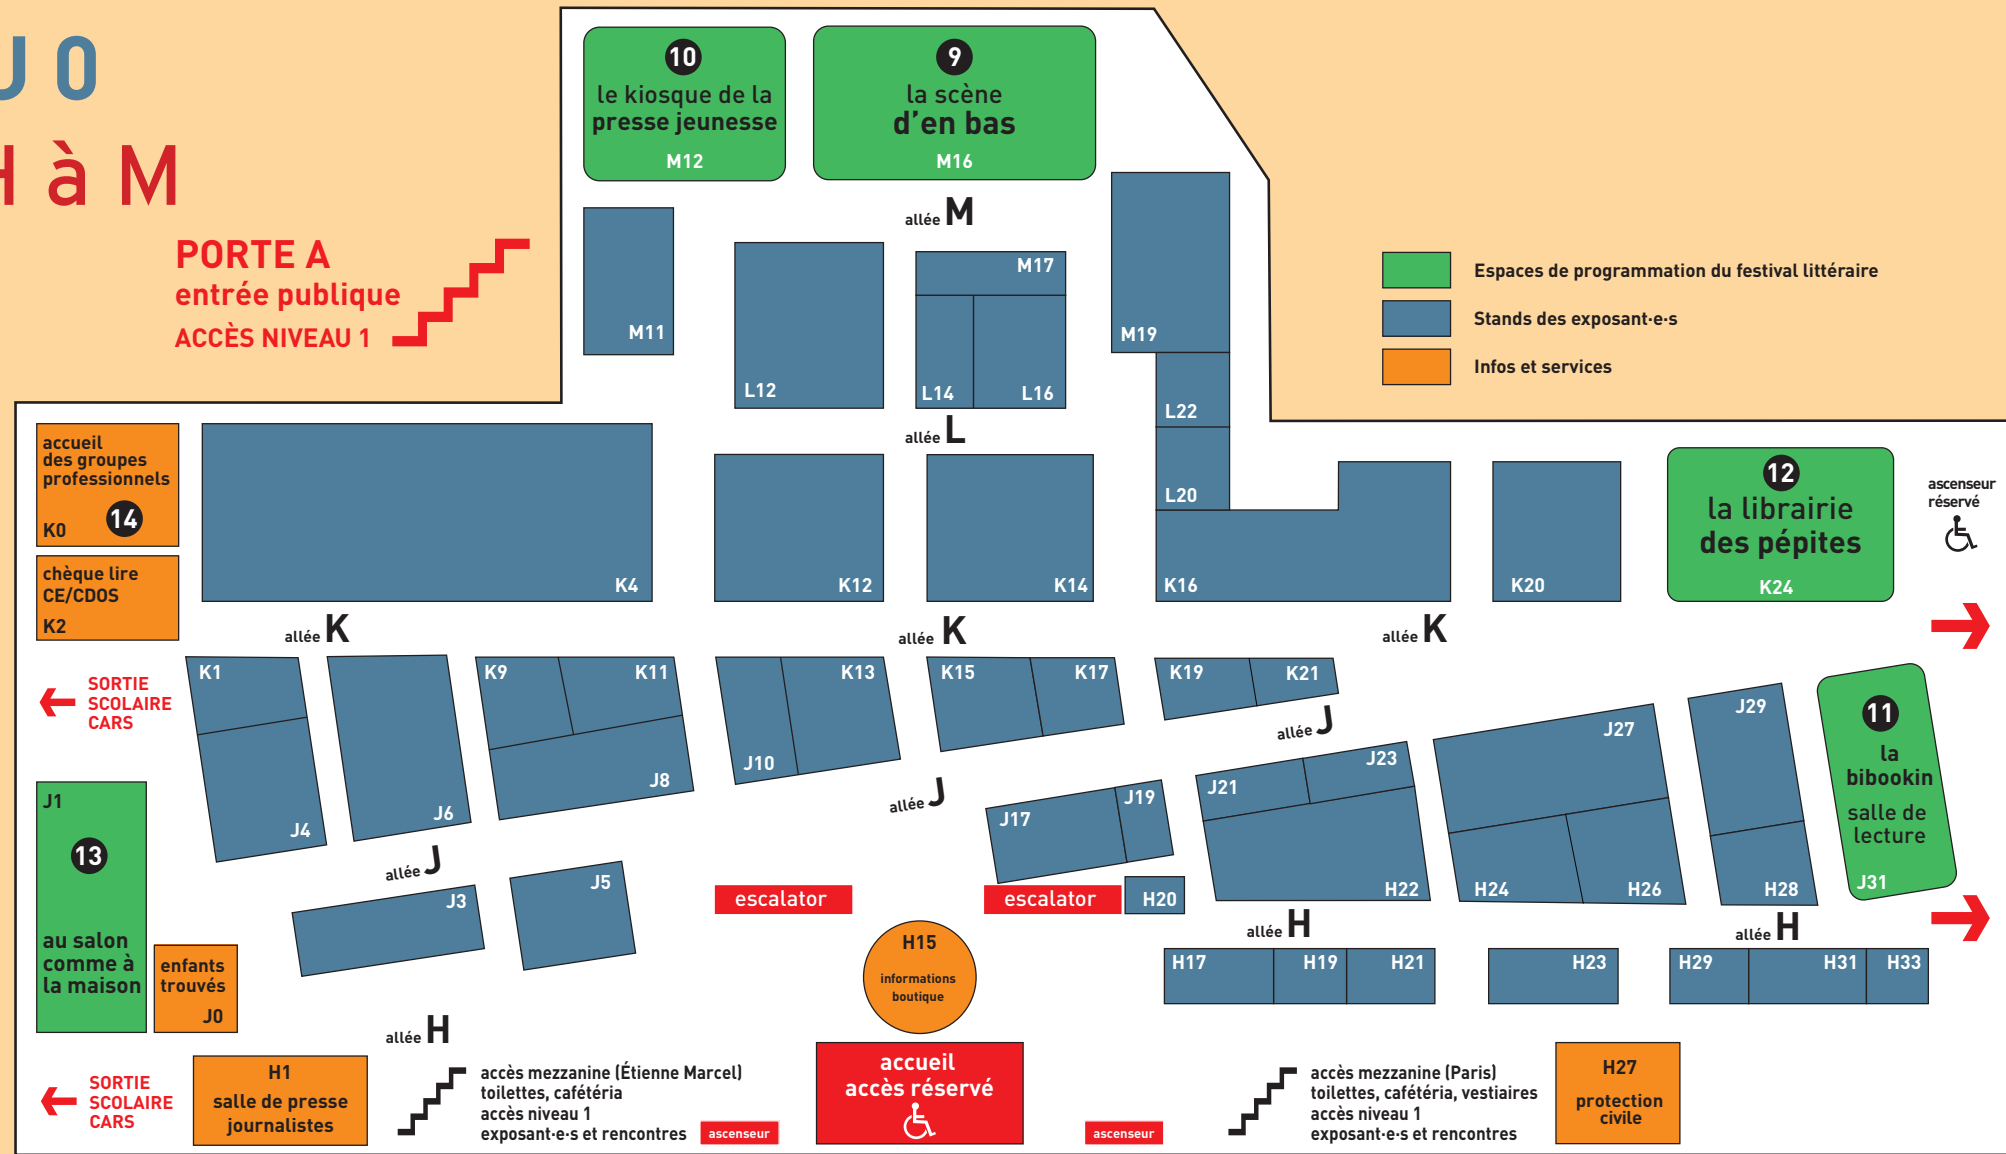 U 0
H à M
PORTE A
entrée publique
ACCÈS NIVEAU 1
10
le kiosque de la
presse jeunesse
M12
9
la scène
d'en bas
M16
allée M
M11
L12
M17
L14
L16
M19
L22
L20
allée L
Espaces de programmation du festival littéraire
Stands des exposant·e·s
Infos et services
accueil
des groupes
professionnels
14
K0
chèque lire
CE/CDOS
K2
K4
K12
K14
K16
K20
12
la librairie
des pépites
K24
ascenseur
réservé
allée K
allée K
allée K
SORTIE
SCOLAIRE
CARS
K1
J4
J6
K9
K11
J8
K13
J10
K15
K17
K19
K21
allée J
allée J
allée J
J1
13
au salon
comme à
la maison
enfants
trouvés
J0
J3
J5
J17
J19
J21
J23
H22
J27
H24
H26
J29
H28
11
la
bibookin
salle de
lecture
J31
escalator
escalator
H20
H15
informations
boutique
allée H
allée H
allée H
H17
H19
H21
H23
H29
H31
H33
SORTIE
SCOLAIRE
CARS
H1
salle de presse
journalistes
accès mezzanine (Étienne Marcel)
toilettes, cafétéria
accès niveau 1
exposant·e·s et rencontres
ascenseur
accueil
accès réservé
ascenseur
accès mezzanine (Paris)
toilettes, cafétéria, vestiaires
accès niveau 1
exposant·e·s et rencontres
H27
protection
civile